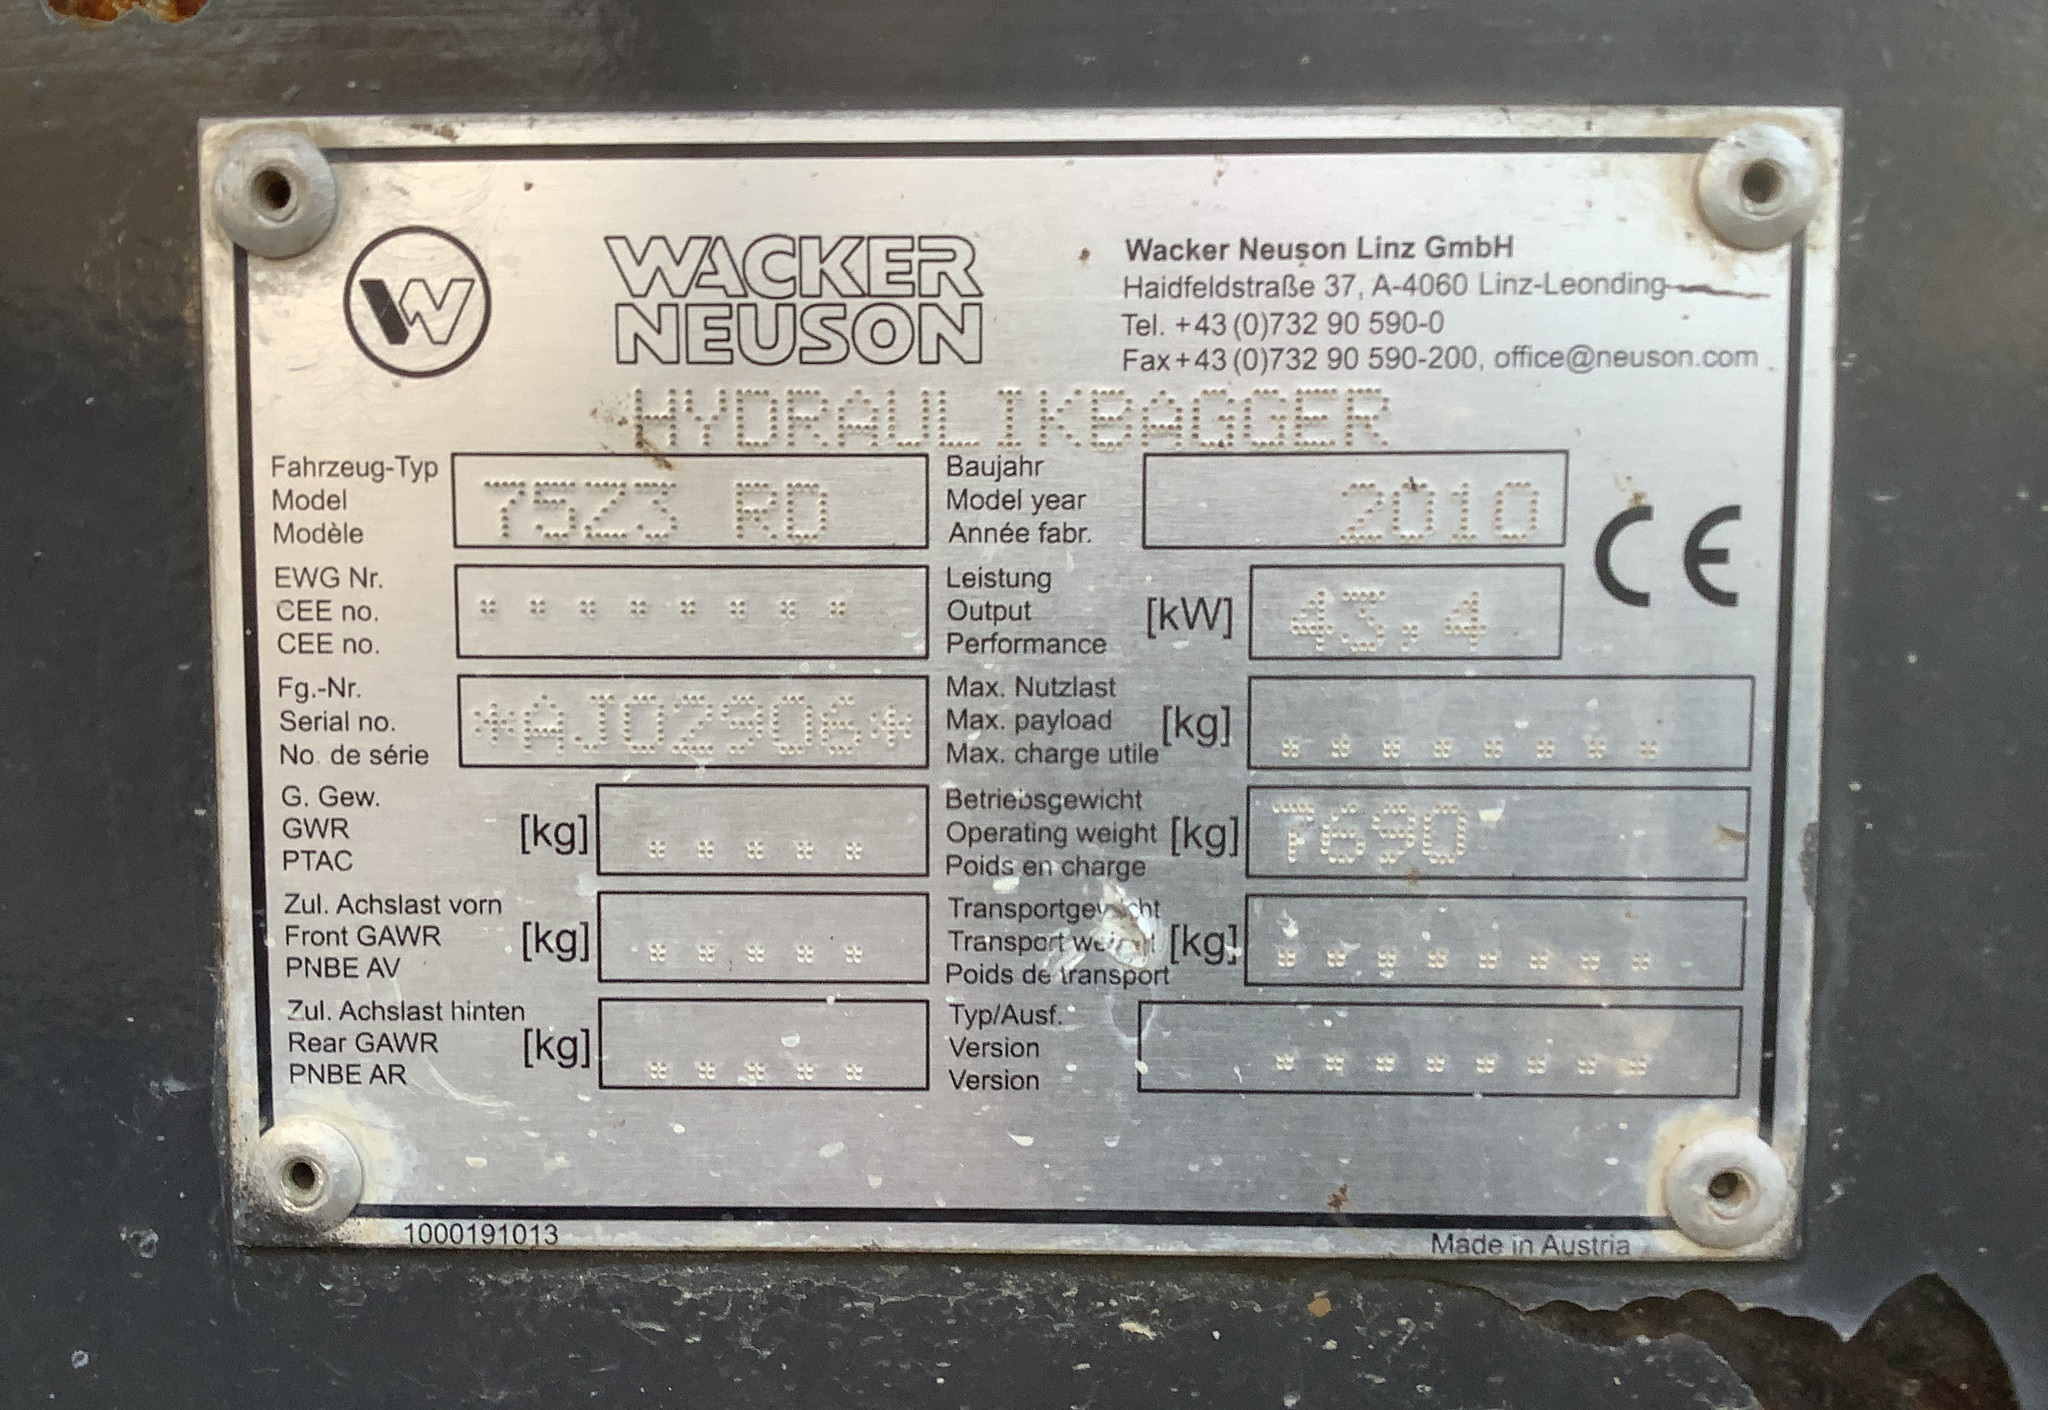 W
WACKER
NEUSON
Wacker Neuson Linz GmbH
Haidfeldstraße 37, A-4060 Linz-Leonding
Tel. +43 (0)732 90 590-0
Fax+43 (0)732 90 590-200, office@neuson.com
HYDRAULIKBAGGER
Fahrzeug-Typ
Model
Modèle
75Z3 RD
Baujahr
Model year
Année fabr.
2010
CE
EWG Nr.
CEE no.
CEE no.
........
Leistung
Output
Performance
[kW]
43,4
Fg.-Nr.
Serial no.
No. de série
*AJ02906*
Max. Nutzlast
Max. payload
Max. charge utile
[kg]
........
G. Gew.
GWR
PTAC
[kg]
.....
Betriebsgewicht
Operating weight
Poids en charge
[kg]
7690
Zul. Achslast vorn
Front GAWR
PNBE AV
[kg]
.....
Transportgewicht
Transport weight
Poids de transport
[kg]
........
Zul. Achslast hinten
Rear GAWR
PNBE AR
[kg]
.....
Typ/Ausf.
Version
Version
........
1000191013
Made in Austria